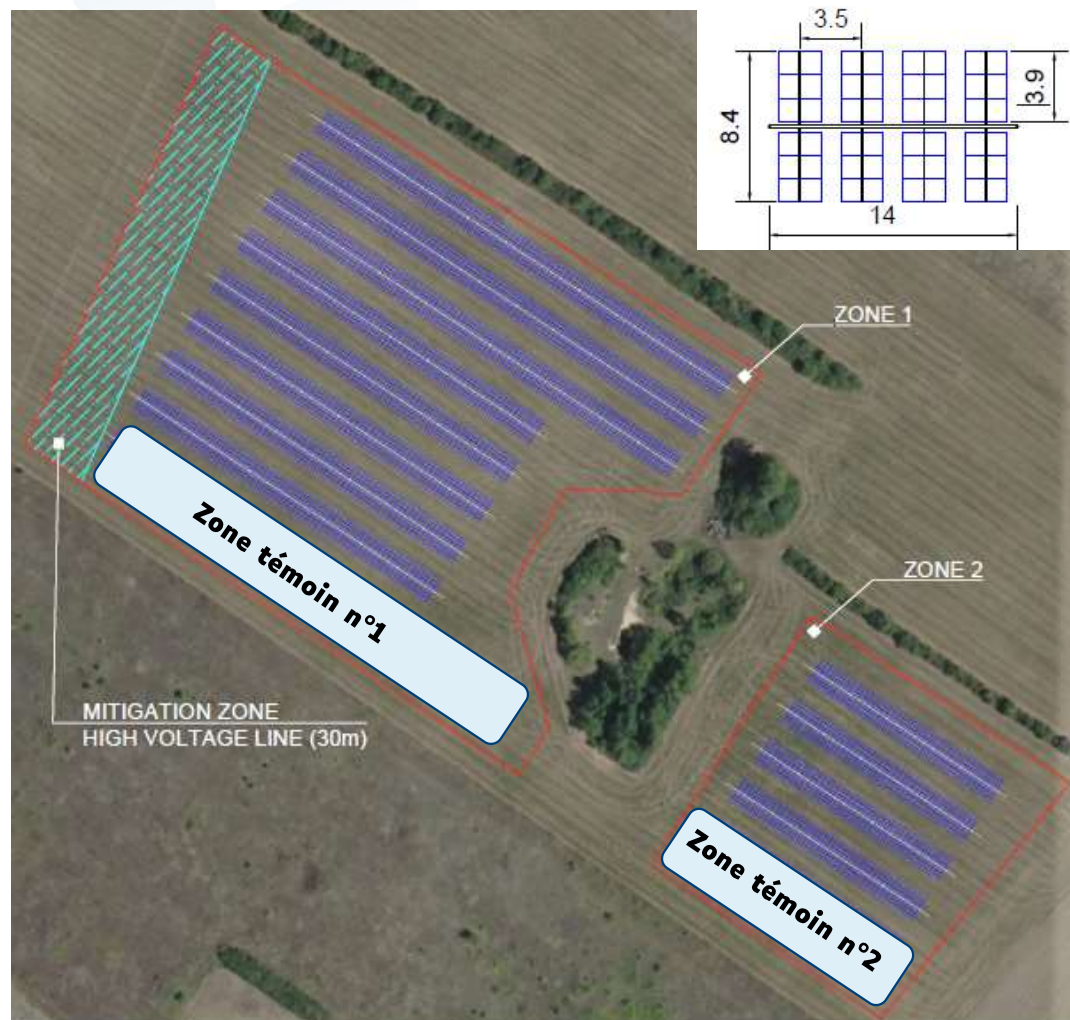 3.5
8.4
3.9
14
ZONE 1
ZONE 2
Zone témoin n°1
MITIGATION ZONE
HIGH VOLTAGE LINE (30m)
Zone témoin n°2